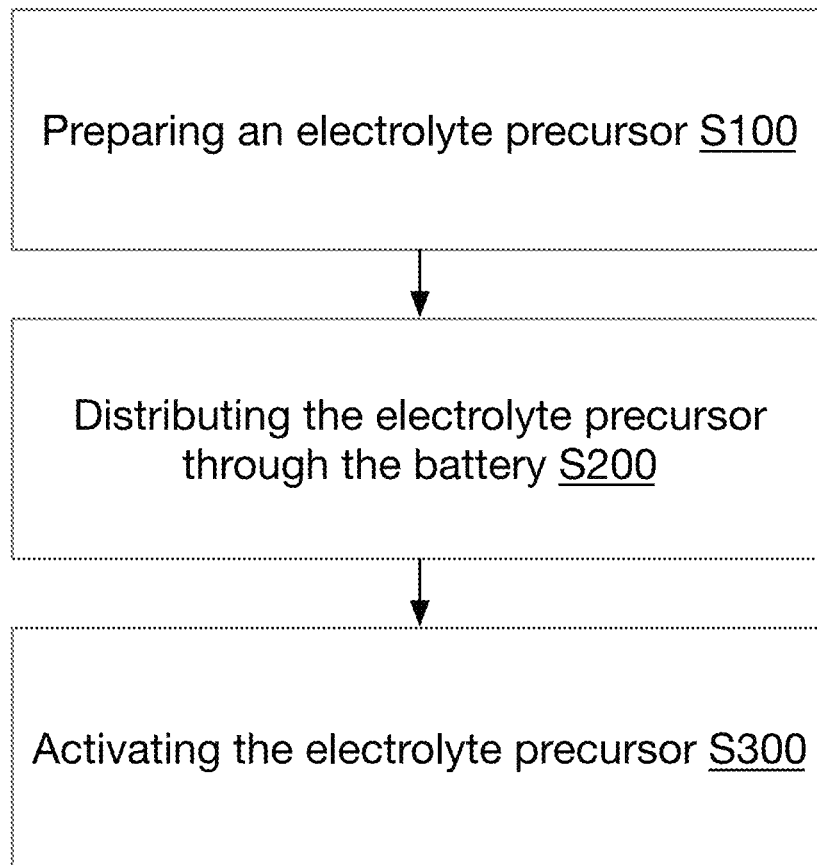 Preparing an electrolyte precursor S100
Distributing the electrolyte precursor
through the battery S200
Activating the electrolyte precursor S300